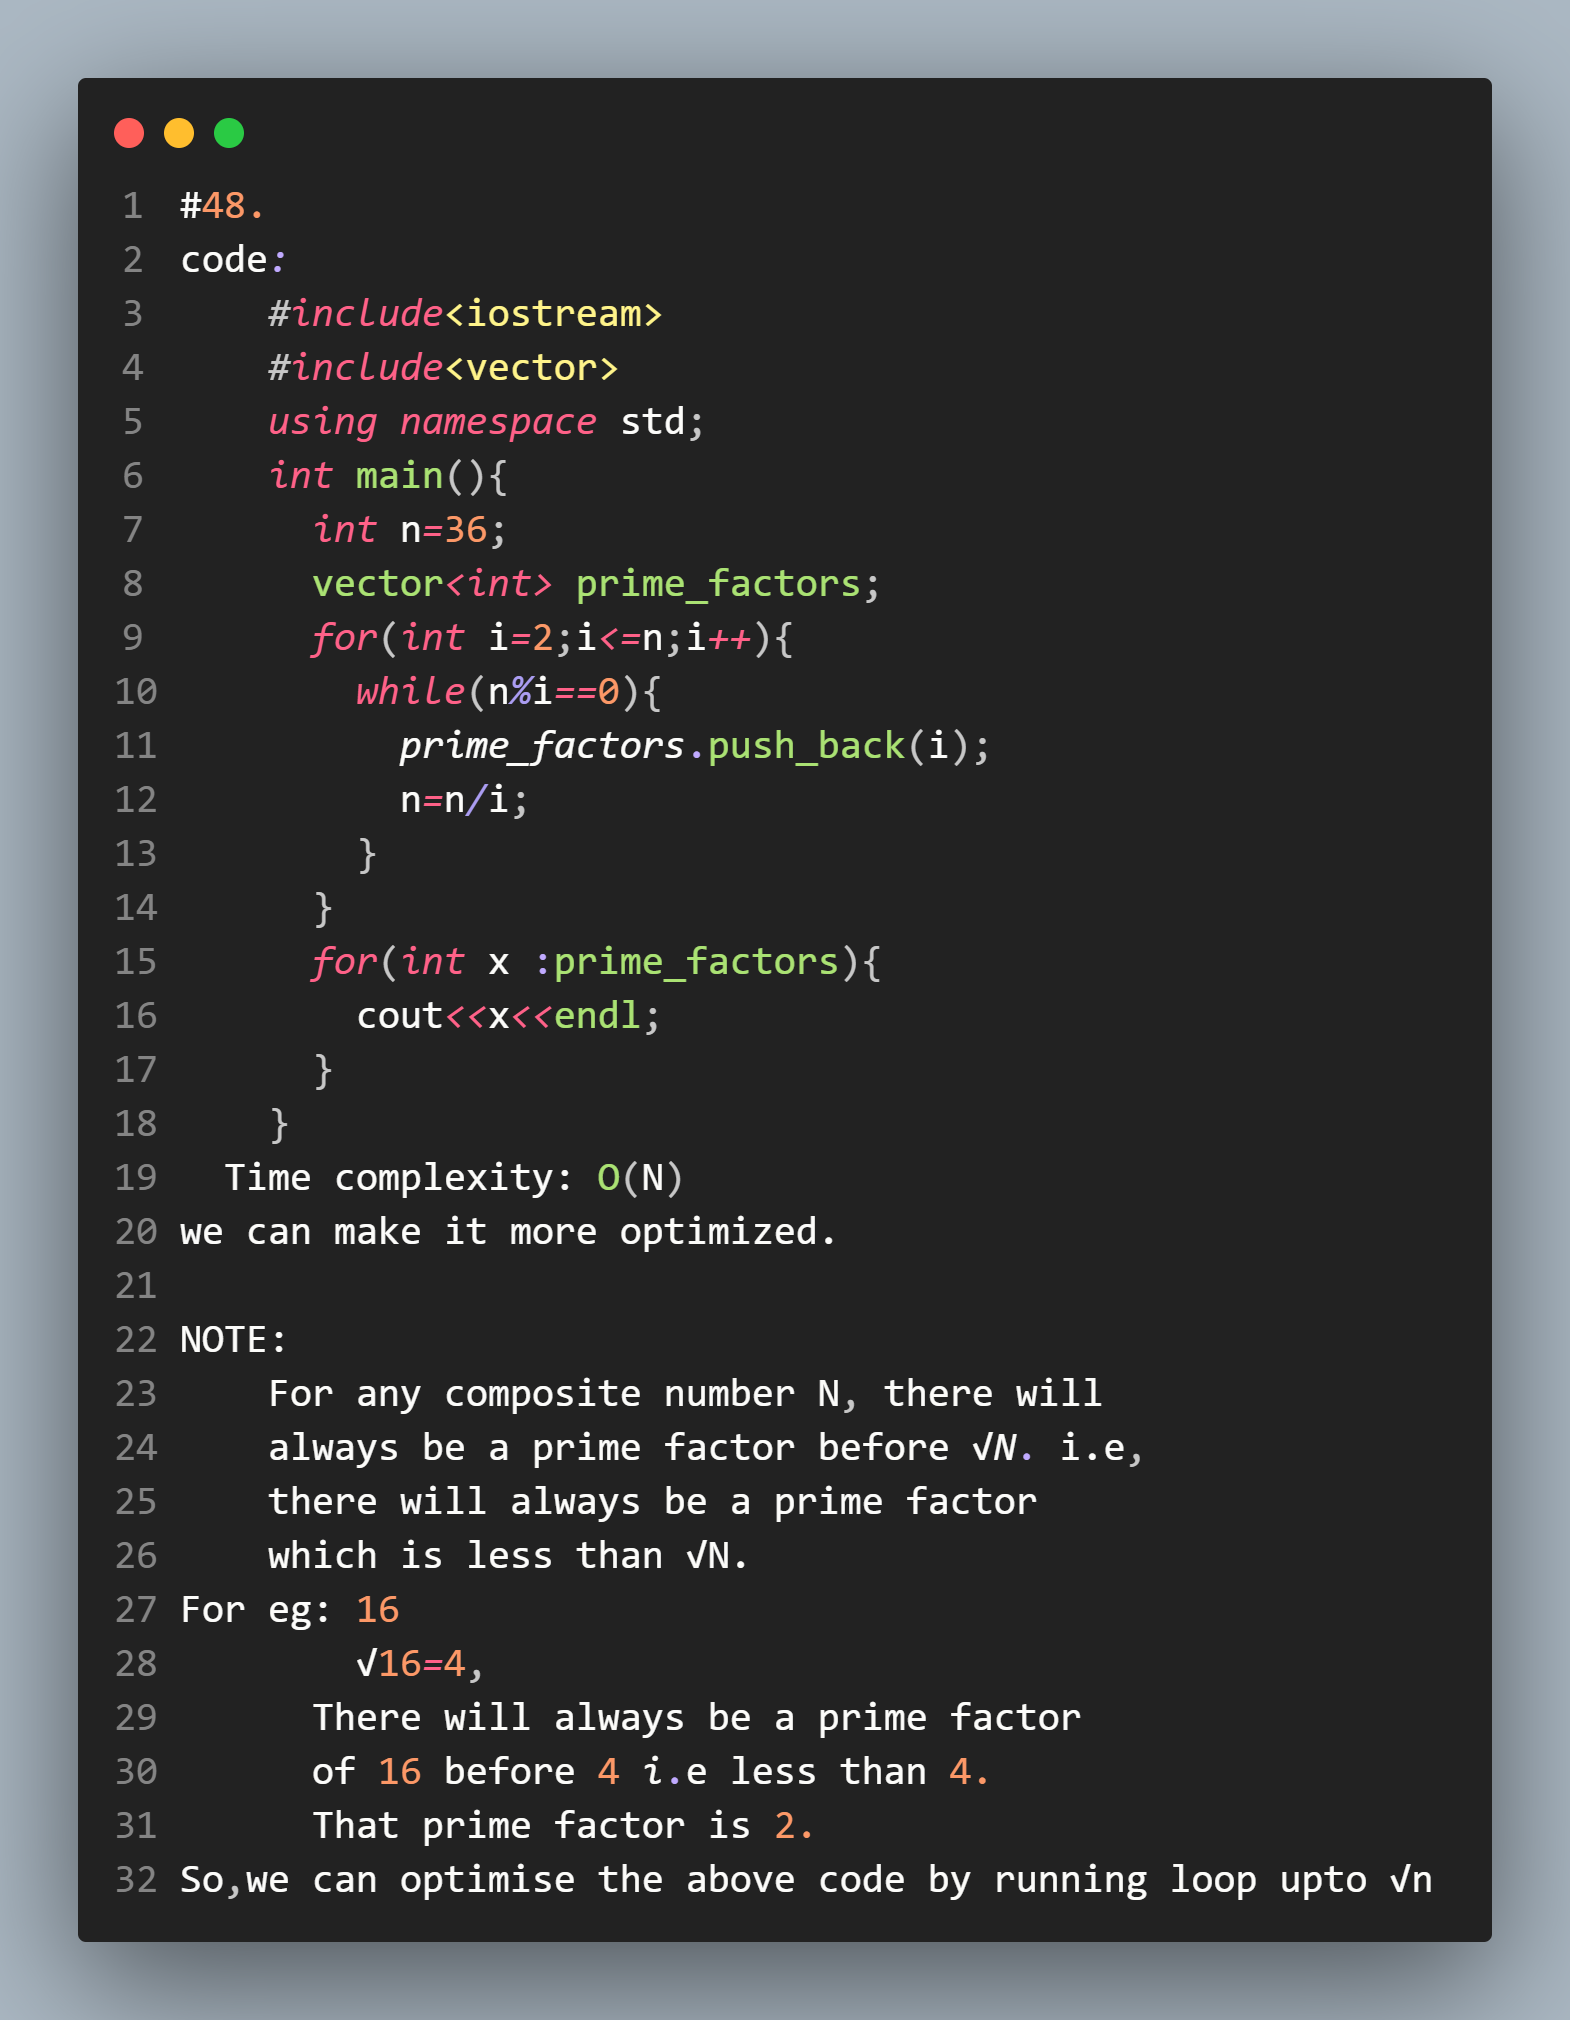 1 #48.
2 code:
3     #include<iostream>
4     #include<vector>
5     using namespace std;
6     int main(){
7       int n=36;
8       vector<int> prime_factors;
9       for(int i=2;i<=n;i++){
10         while(n%i==0){
11           prime_factors.push_back(i);
12           n=n/i;
13         }
14       }
15       for(int x :prime_factors){
16         cout<<x<<endl;
17       }
18     }
19   Time complexity: O(N)
20 we can make it more optimized.
21
22 NOTE:
23     For any composite number N, there will
24     always be a prime factor before √N. i.e,
25     there will always be a prime factor
26     which is less than √N.
27 For eg: 16
28         √16=4,
29       There will always be a prime factor
30       of 16 before 4 i.e less than 4.
31       That prime factor is 2.
32 So,we can optimise the above code by running loop upto √n